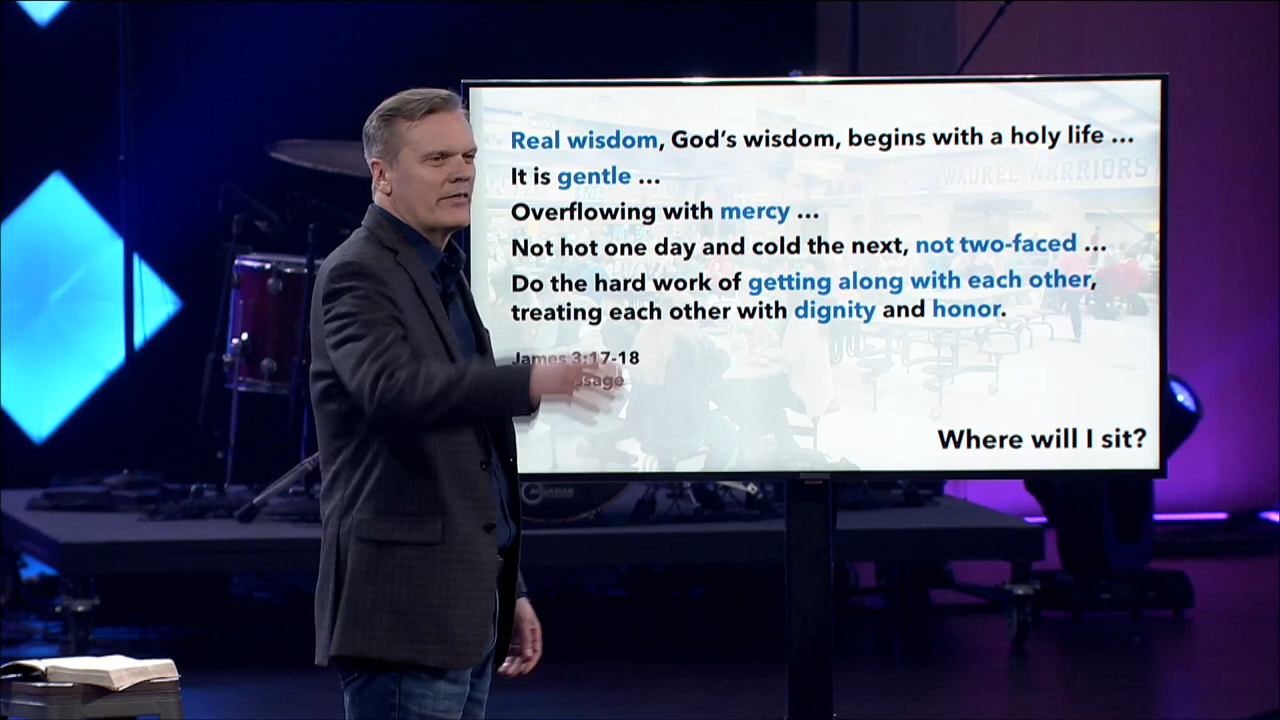 Real wisdom, God's wisdom, begins with a holy life ...
It is gentle ...
Overflowing with mercy ...
Not hot one day and cold the next, not two-faced ...
Do the hard work of getting along with each other,
treating each other with dignity and honor.
James 3:17-18
Where will I sit?
WAUKEE WARRIORS